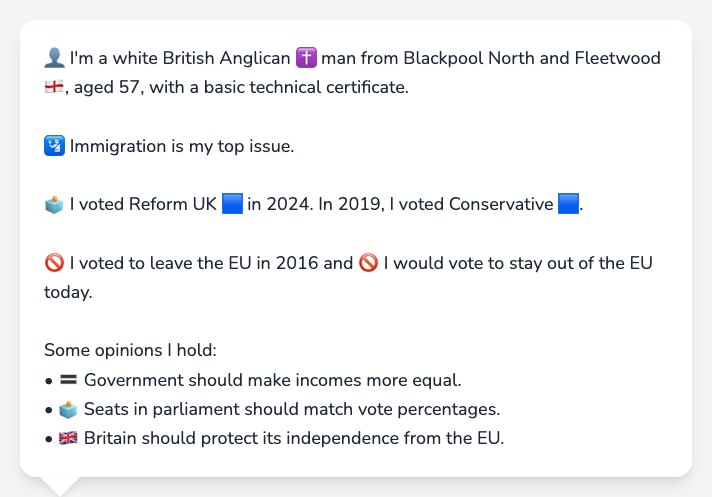 👤 I'm a white British Anglican ✝️ man from Blackpool North and Fleetwood
🏴󠁧󠁢󠁥󠁮󠁧󠁿, aged 57, with a basic technical certificate.
🛂 Immigration is my top issue.
🗳️ I voted Reform UK 🟦 in 2024. In 2019, I voted Conservative 🟦.
🚫 I voted to leave the EU in 2016 and 🚫 I would vote to stay out of the EU
today.
Some opinions I hold:
• 🟰 Government should make incomes more equal.
• 🗳️ Seats in parliament should match vote percentages.
• 🇬🇧 Britain should protect its independence from the EU.